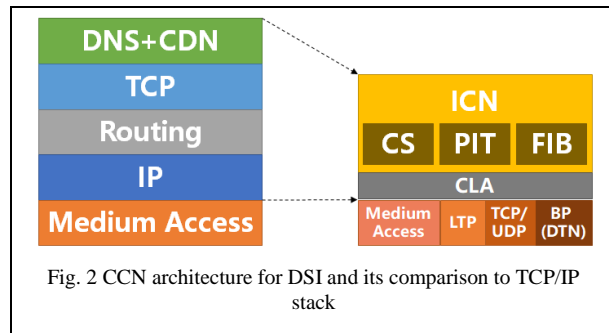 DNS+CDN
TCP
Routing
IP
Medium Access
ICN
CS PIT FIB
CLA
Medium
Access
LTP
TCP/
UDP
BP
(DTN)
Fig. 2 CCN architecture for DSI and its comparison to TCP/IP
stack